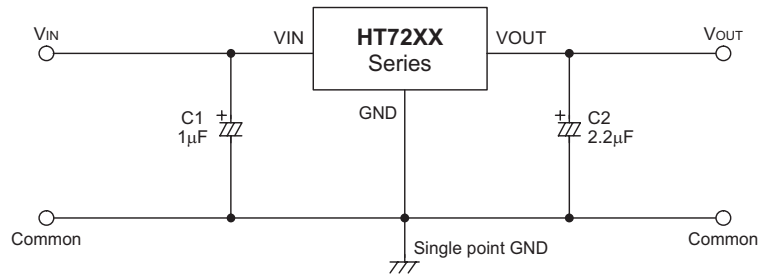 VIN
VIN
HT72XX
Series
VOUT
VOUT
GND
+
C1
1µF
+
C2
2.2µF
Common
Single point GND
Common